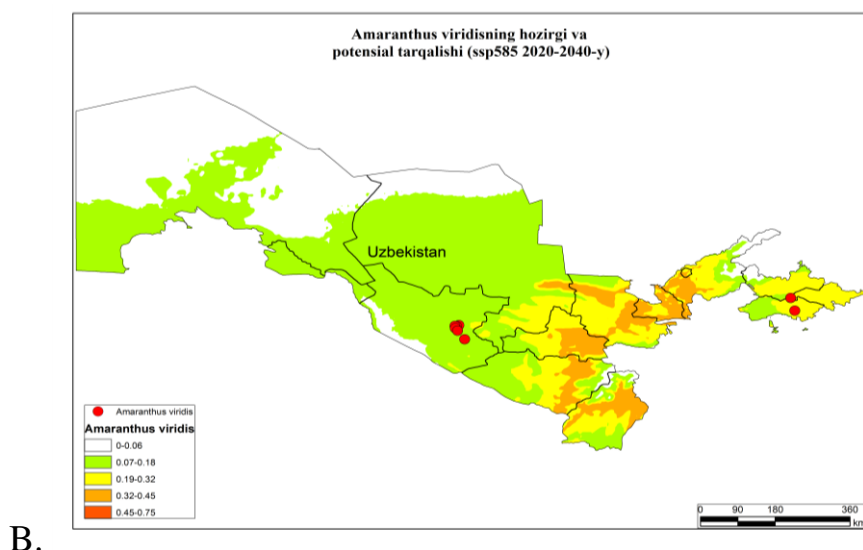 Amaranthus viridisning hozirgi va
potensial tarqalishi (ssp585 2020-2040-y)
Uzbekistan
Amaranthus viridis
Amaranthus viridis
0-0.06
0.07-0.18
0.19-0.32
0.32-0.45
0.45-0.75
0 90 180 360
km
B.